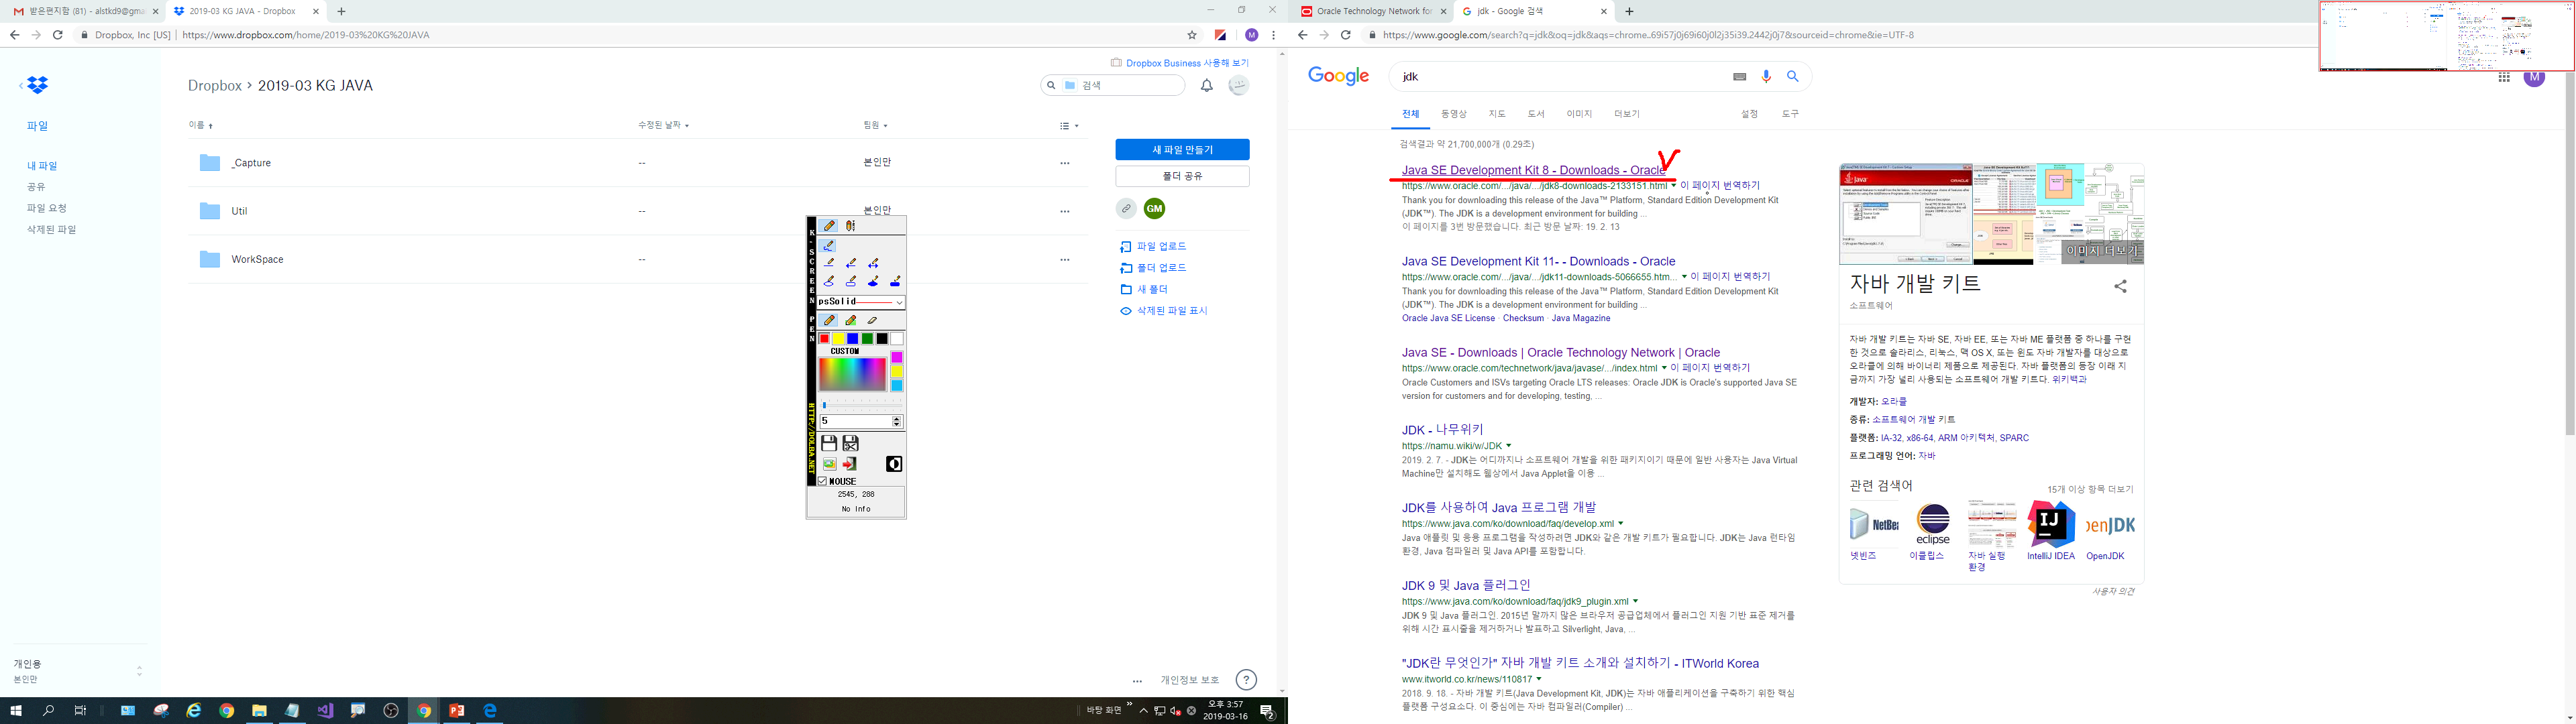 받은편지함 (81) - alstkd9@gma
2019-03 KG JAVA - Dropbox
Dropbox, Inc [US]
https://www.dropbox.com/home/2019-03%20KG%20JAVA
M
Dropbox Business 사용해 보기
Dropbox > 2019-03 KG JAVA
검색
파일
내 파일
공유
파일 요청
삭제된 파일
이름
수정된 날짜
팀원
_Capture
--
본인만
Util
--
본인만
WorkSpace
--
새 파일 만들기
폴더 공유
GM
파일 업로드
폴더 업로드
새 폴더
삭제된 파일 표시
K-SCREEN PEN
HTTP://DOLBA.NET
psSolid
CUSTOM
5
MOUSE
2545, 288
No Info
개인용
본인만
개인정보 보호
?
바탕 화면
오후 3:57
2019-03-16
2
Oracle Technology Network for
jdk - Google 검색
https://www.google.com/search?q=jdk&oq=jdk&aqs=chrome..69i57j0j69i60j0l2j35i39.2442j0j7&sourceid=chrome&ie=UTF-8
Google
jdk
M
전체
동영상
지도
도서
이미지
더보기
설정
도구
검색결과 약 21,700,000개 (0.29초)
Java SE Development Kit 8 - Downloads - Oracle
https://www.oracle.com/.../java/.../jdk8-downloads-2133151.html 이 페이지 번역하기
Thank you for downloading this release of the Java™ Platform, Standard Edition Development Kit
(JDK™). The JDK is a development environment for building ...
이 페이지를 3번 방문했습니다. 최근 방문 날짜: 19. 2. 13
Java SE Development Kit 11- - Downloads - Oracle
https://www.oracle.com/.../java/.../jdk11-downloads-5066655.htm... 이 페이지 번역하기
Thank you for downloading this release of the Java™ Platform, Standard Edition Development Kit
(JDK™). The JDK is a development environment for building ...
Oracle Java SE License · Checksum · Java Magazine
Java SE - Downloads | Oracle Technology Network | Oracle
https://www.oracle.com/technetwork/java/javase/.../index.html 이 페이지 번역하기
Oracle Customers and ISVs targeting Oracle LTS releases: Oracle JDK is Oracle's supported Java SE
version for customers and for developing, testing, ...
JDK - 나무위키
https://namu.wiki/w/JDK
2019. 2. 7. - JDK는 어디까지나 소프트웨어 개발을 위한 패키지이기 때문에 일반 사용자는 Java Virtual
Machine만 설치해도 웹상에서 Java Applet을 이용 ...
JDK를 사용하여 Java 프로그램 개발
https://www.java.com/ko/download/faq/develop.xml
Java 애플릿 및 응용 프로그램을 작성하려면 JDK와 같은 개발 키트가 필요합니다. JDK는 Java 런타임
환경, Java 컴파일러 및 Java API를 포함합니다.
JDK 9 및 Java 플러그인
https://www.java.com/ko/download/faq/jdk9_plugin.xml
JDK 9 및 Java 플러그인. 2015년 말까지 많은 브라우저 공급업체에서 플러그인 지원 기반 표준 제거를
위해 시간 표시줄을 제거하거나 발표하고 Silverlight, Java, ...
"JDK란 무엇인가" 자바 개발 키트 소개와 설치하기 - ITWorld Korea
www.itworld.co.kr/news/110817
2018. 9. 18. - 자바 개발 키트(Java Development Kit, JDK)는 자바 애플리케이션을 구축하기 위한 핵심
플랫폼 구성요소다. 이 중심에는 자바 컴파일러(Compiler) ...
이미지 더보기
자바 개발 키트
소프트웨어
자바 개발 키트는 자바 SE, 자바 EE, 또는 자바 ME 플랫폼 중 하나를 구현
한 것으로 솔라리스, 리눅스, 맥 OS X, 또는 윈도 자바 개발자를 대상으로
오라클에 의해 바이너리 제품으로 제공된다. 자바 플랫폼의 등장 이래 지
금까지 가장 널리 사용되는 소프트웨어 개발 키트다. 위키백과
개발자: 오라클
종류: 소프트웨어 개발 키트
플랫폼: IA-32, x86-64, ARM 아키텍처, SPARC
프로그래밍 언어: 자바
관련 검색어
15개 이상 항목 더보기
NetBea
eclipse
IJ
penJDK
넷빈즈
이클립스
자바 실행
환경
IntelliJ IDEA
OpenJDK
사용자 의견